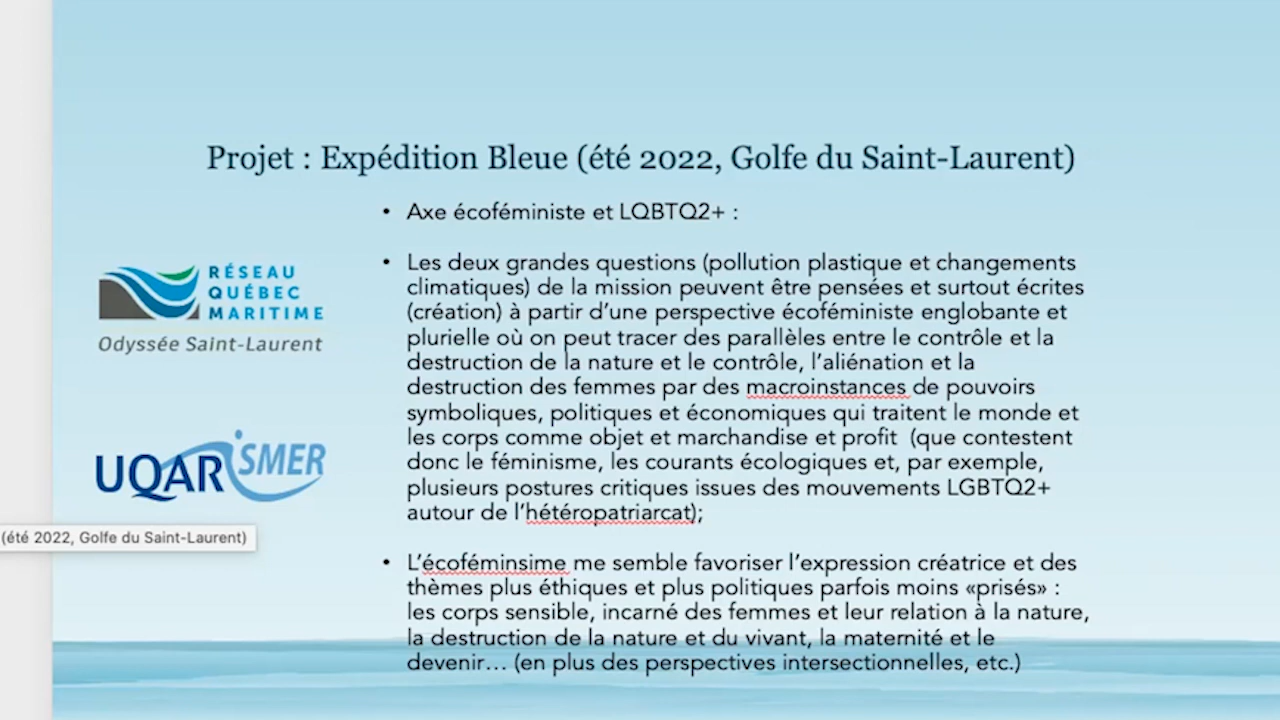 Projet : Expédition Bleue (été 2022, Golfe du Saint-Laurent)
• Axe écoféministe et LQBTQ2+ :
• Les deux grandes questions (pollution plastique et changements
climatiques) de la mission peuvent être pensées et surtout écrites
(création) à partir d'une perspective écoféministe englobante et
plurielle où on peut tracer des parallèles entre le contrôle et la
destruction de la nature et le contrôle, l'aliénation et la
destruction des femmes par des macroinstances de pouvoirs
symboliques, politiques et économiques qui traitent le monde et
les corps comme objet et marchandise et profit (que contestent
donc le féminisme, les courants écologiques et, par exemple,
plusieurs postures critiques issues des mouvements LGBTQ2+
autour de l'hétéropatriarcat);
• L'écoféminsime me semble favoriser l'expression créatrice et des
thèmes plus éthiques et plus politiques parfois moins «prisés» :
les corps sensible, incarné des femmes et leur relation à la nature,
la destruction de la nature et du vivant, la maternité et le
devenir... (en plus des perspectives intersectionnelles, etc.)
RÉSEAU
QUÉBEC
MARITIME
Odyssée Saint-Laurent
UQAR iSMER
(été 2022, Golfe du Saint-Laurent)